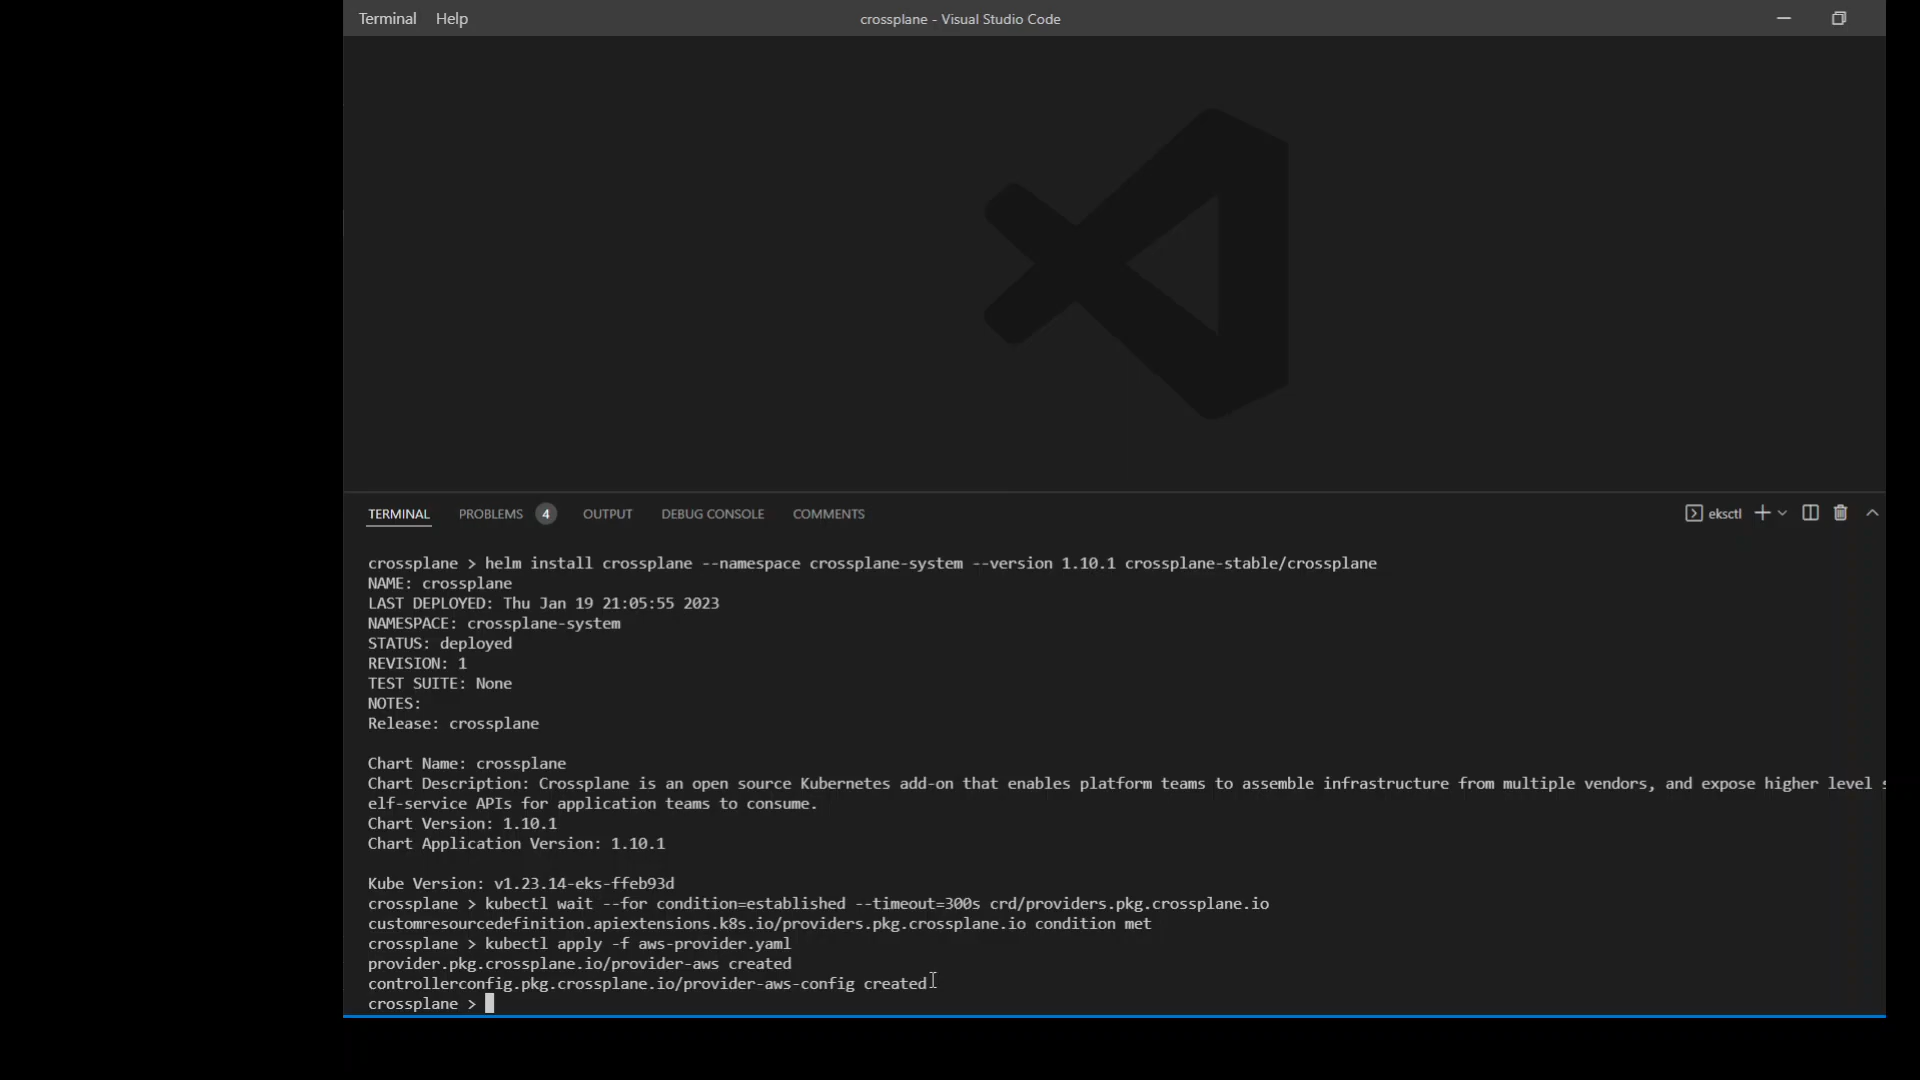 Terminal Help crossplane - Visual Studio Code
TERMINAL PROBLEMS 4 OUTPUT DEBUG CONSOLE COMMENTS eksctl
crossplane > helm install crossplane --namespace crossplane-system --version 1.10.1 crossplane-stable/crossplane
NAME: crossplane
LAST DEPLOYED: Thu Jan 19 21:05:55 2023
NAMESPACE: crossplane-system
STATUS: deployed
REVISION: 1
TEST SUITE: None
NOTES:
Release: crossplane
Chart Name: crossplane
Chart Description: Crossplane is an open source Kubernetes add-on that enables platform teams to assemble infrastructure from multiple vendors, and expose higher level s
elf-service APIs for application teams to consume.
Chart Version: 1.10.1
Chart Application Version: 1.10.1
Kube Version: v1.23.14-eks-ffeb93d
crossplane > kubectl wait --for condition=established --timeout=300s crd/providers.pkg.crossplane.io
customresourcedefinition.apiextensions.k8s.io/providers.pkg.crossplane.io condition met
crossplane > kubectl apply -f aws-provider.yaml
provider.pkg.crossplane.io/provider-aws created
controllerconfig.pkg.crossplane.io/provider-aws-config created
crossplane >